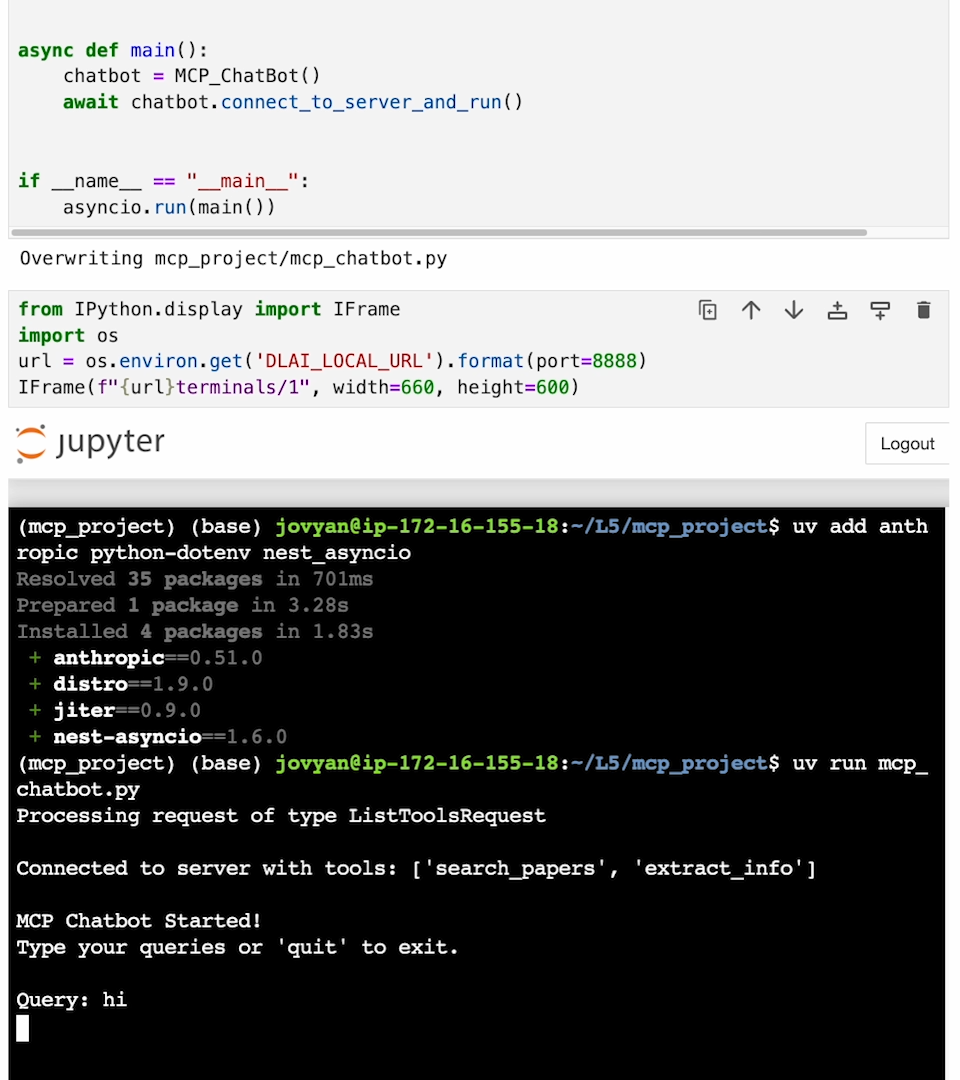 async def main():
    chatbot = MCP_ChatBot()
    await chatbot.connect_to_server_and_run()
if __name__ == "__main__":
    asyncio.run(main())
Overwriting mcp_project/mcp_chatbot.py
from IPython.display import IFrame
import os
url = os.environ.get('DLAI_LOCAL_URL').format(port=8888)
IFrame(f"{url}terminals/1", width=660, height=600)
jupyter
Logout
(mcp_project) (base) jovyan@ip-172-16-155-18:~/L5/mcp_project$ uv add anth
ropic python-dotenv nest_asyncio
Resolved 35 packages in 701ms
Prepared 1 package in 3.28s
Installed 4 packages in 1.83s
 + anthropic==0.51.0
 + distro==1.9.0
 + jiter==0.9.0
 + nest-asyncio==1.6.0
(mcp_project) (base) jovyan@ip-172-16-155-18:~/L5/mcp_project$ uv run mcp_
chatbot.py
Processing request of type ListToolsRequest
Connected to server with tools: ['search_papers', 'extract_info']
MCP Chatbot Started!
Type your queries or 'quit' to exit.
Query: hi